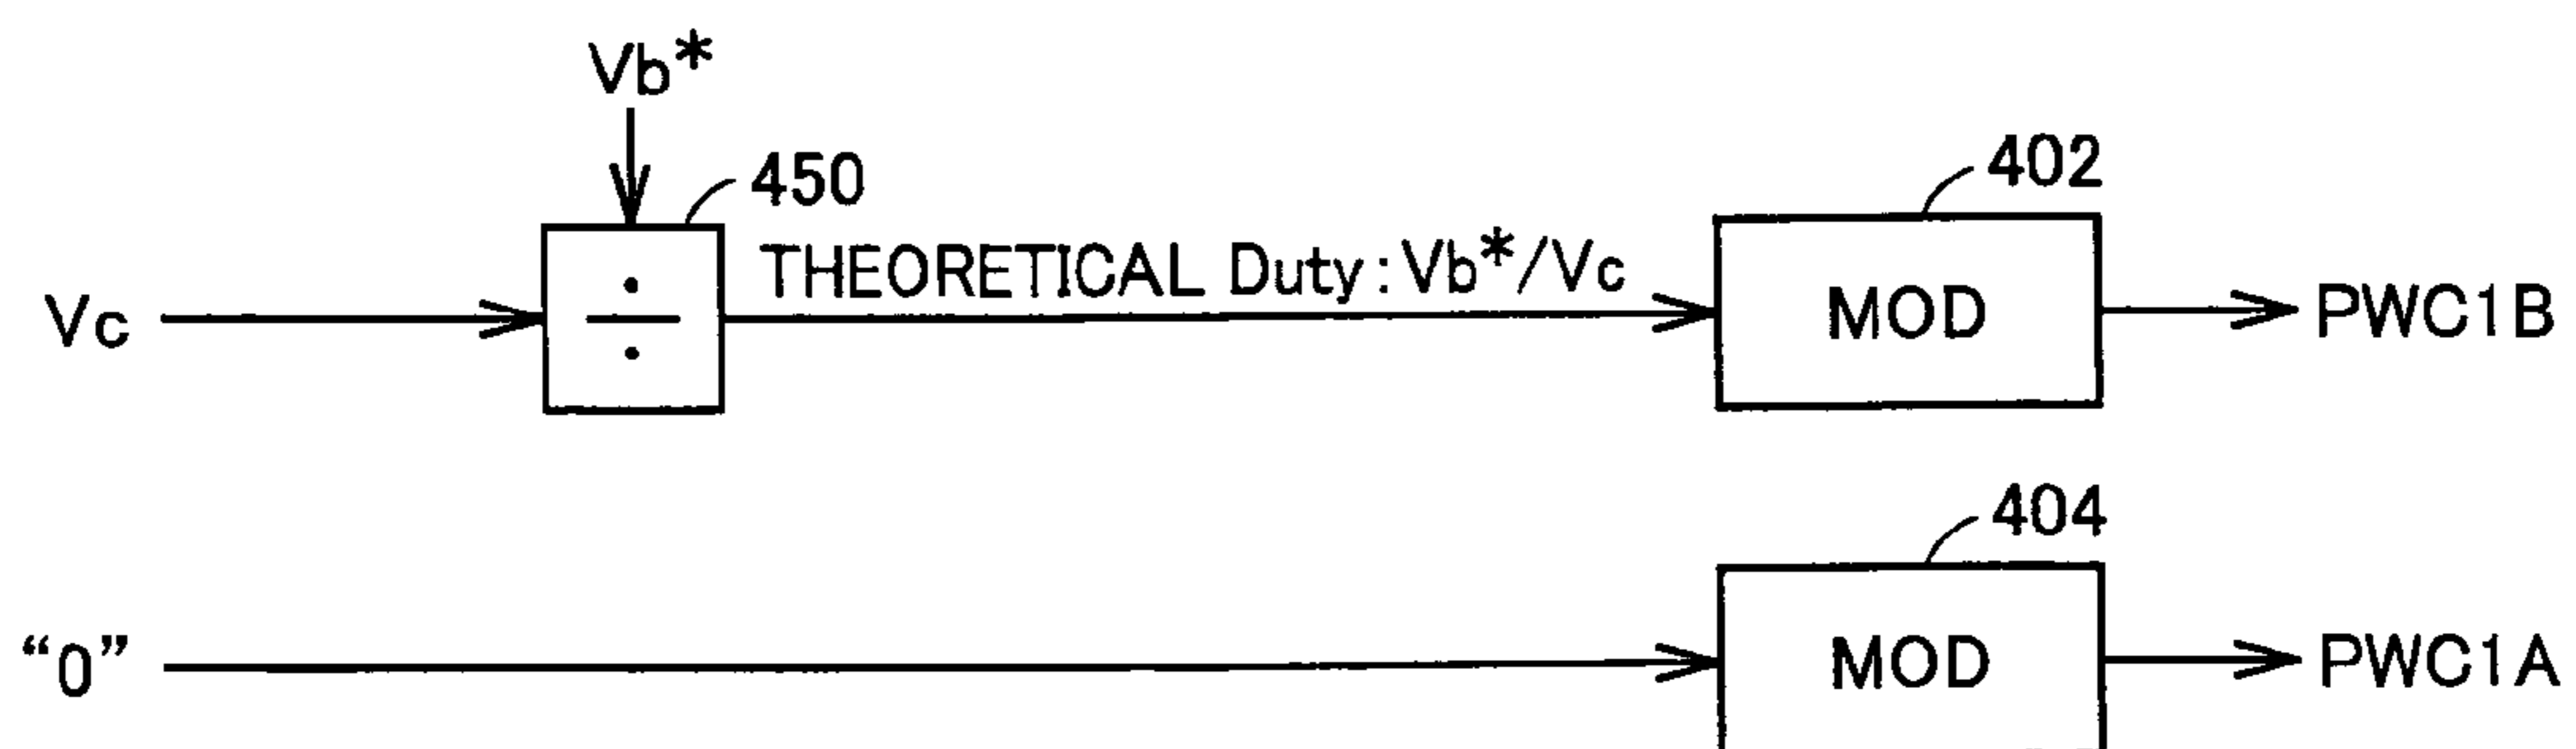 Vb*
450
402
Vc
÷
THEORETICAL Duty:Vb*/Vc
MOD
PWC1B
404
“0”
MOD
PWC1A